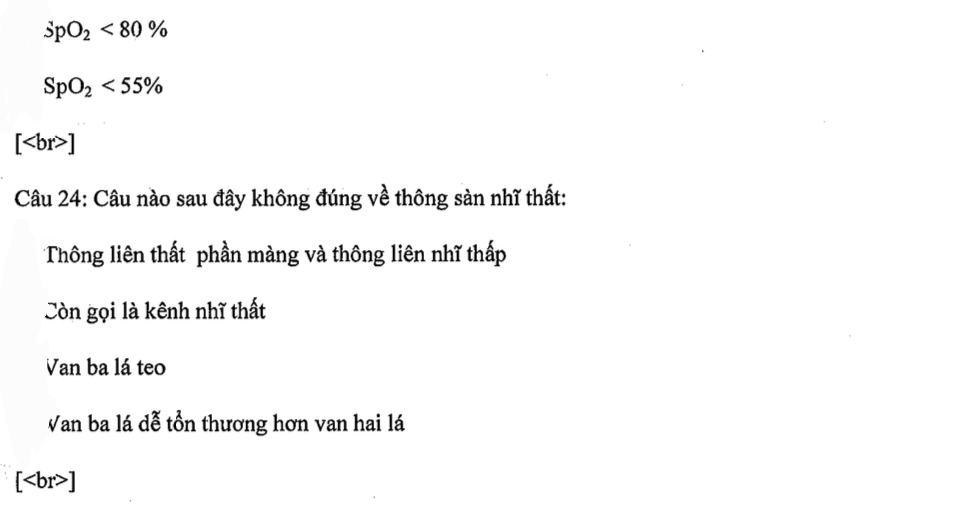 SpO₂ < 80 %
SpO₂ < 55%
[<br>]
Câu 24: Câu nào sau đây không đúng về thông sàn nhĩ thất:
Thông liên thất phần màng và thông liên nhĩ thấp
Còn gọi là kênh nhĩ thất
Van ba lá teo
Van ba lá dễ tổn thương hơn van hai lá
[<br>]